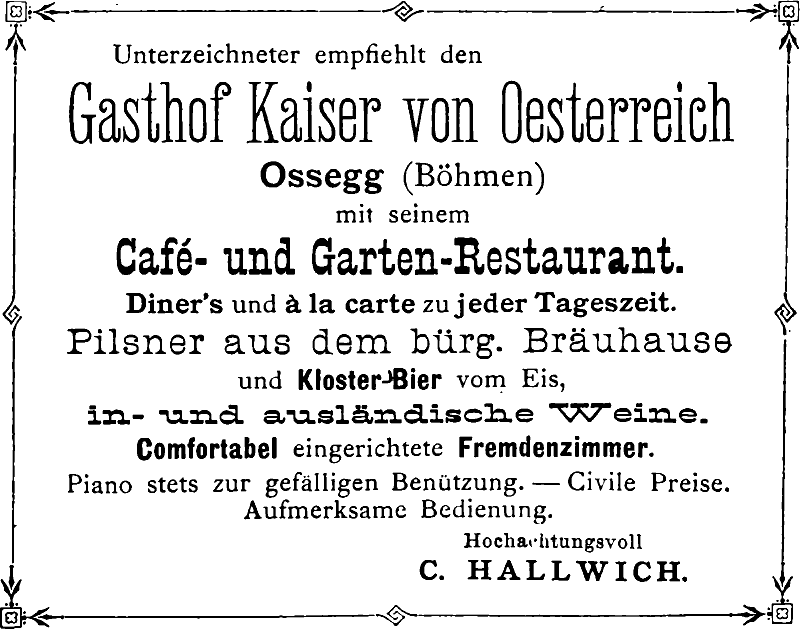 Unterzeichneter empfiehlt den
Gasthof Kaiser von Oesterreich
Ossegg (Böhmen)
mit seinem
Café- und Garten-Restaurant.
Diner's und à la carte zu jeder Tageszeit.
Pilsner aus dem bürg. Bräuhause
und Kloster-Bier vom Eis,
in- und ausländische Weine.
Comfortabel eingerichtete Fremdenzimmer.
Piano stets zur gefälligen Benützung. — Civile Preise.
Aufmerksame Bedienung.
Hochachtungsvoll
C. HALLWICH.